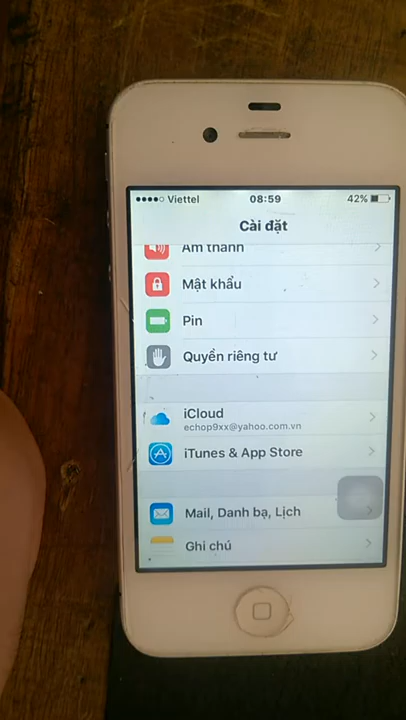 Viettel 08:59 42%
Cài đặt
Âm thanh
Mật khẩu
Pin
Quyền riêng tư
iCloud
echop9xx@yahoo.com.vn
iTunes & App Store
Mail, Danh bạ, Lịch
Ghi chú